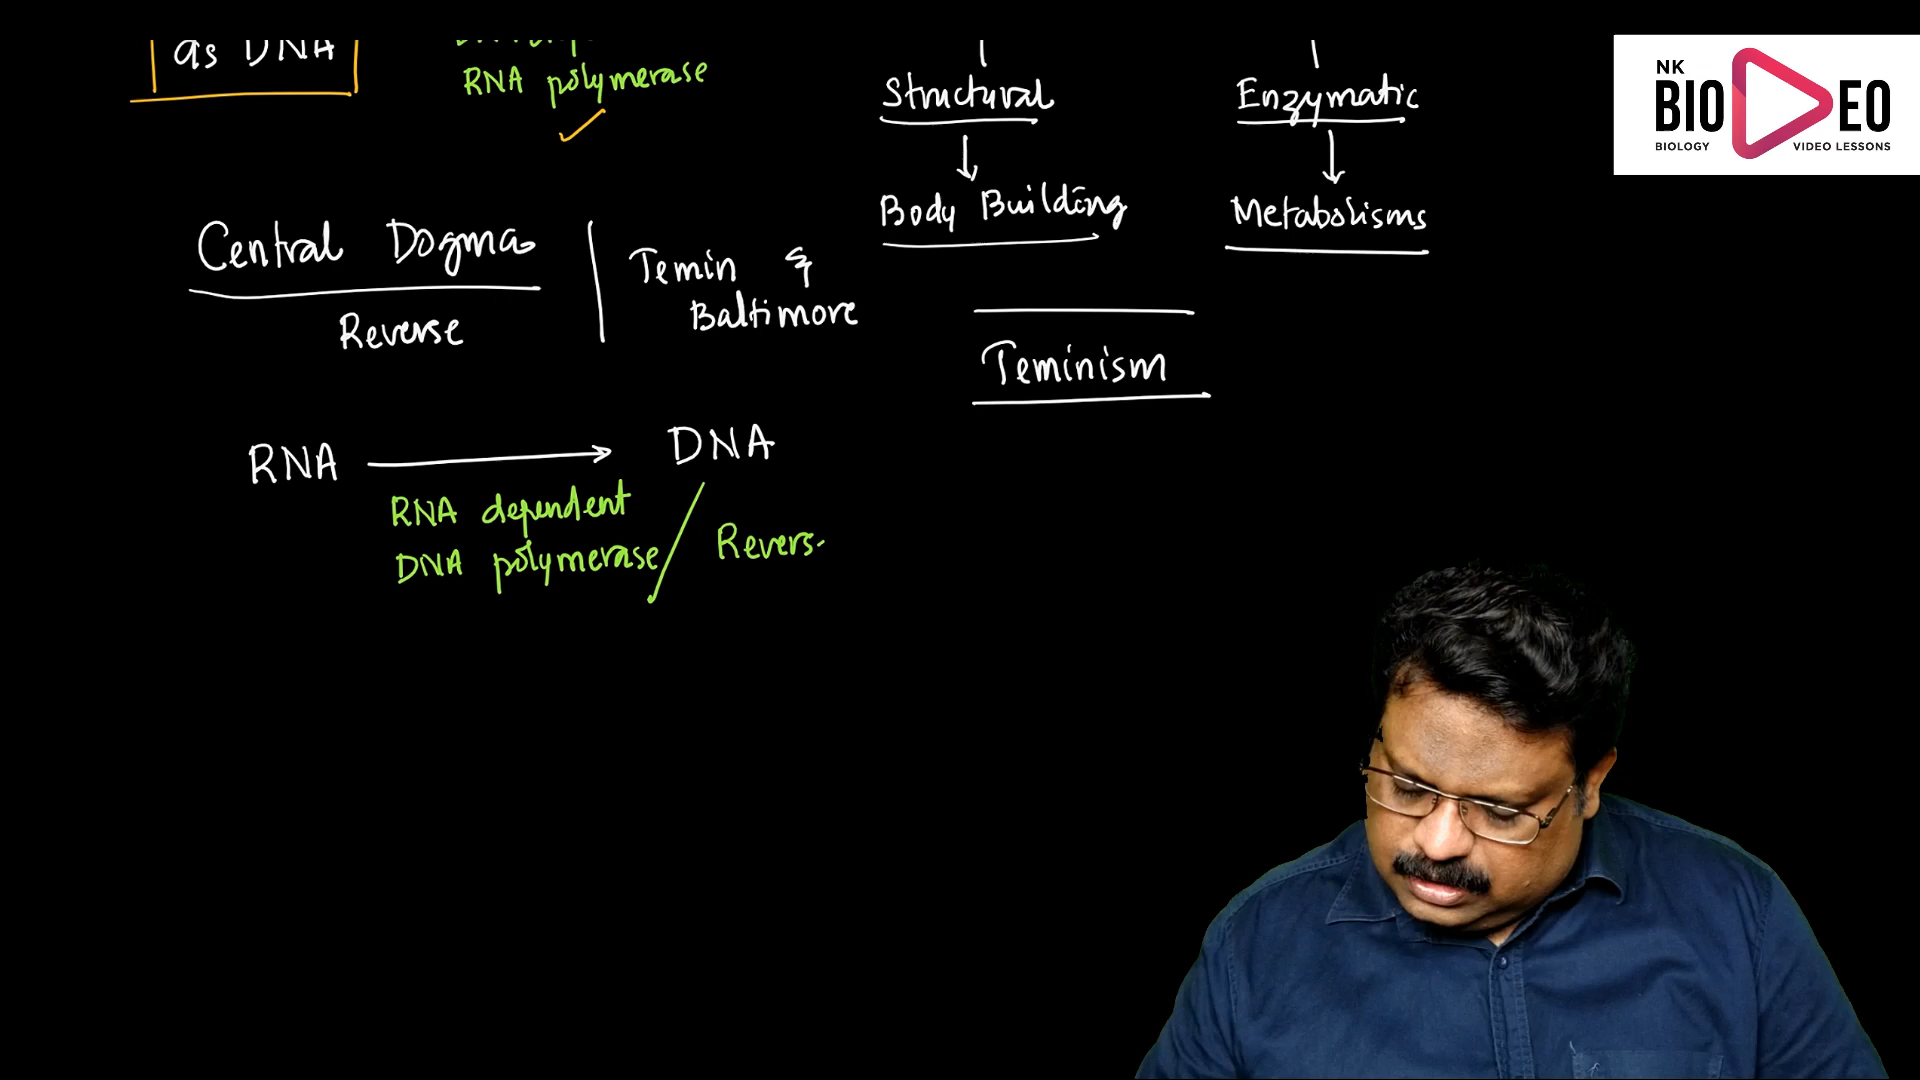 as DNA
RNA polymerase
Structural
Enzymatic
Body Building
Metabolisms
Central Dogma
Reverse
Temin &
Baltimore
Teminism
RNA
DNA
RNA dependent
DNA polymerase
Revers
NK
BIO EO
BIOLOGY VIDEO LESSONS